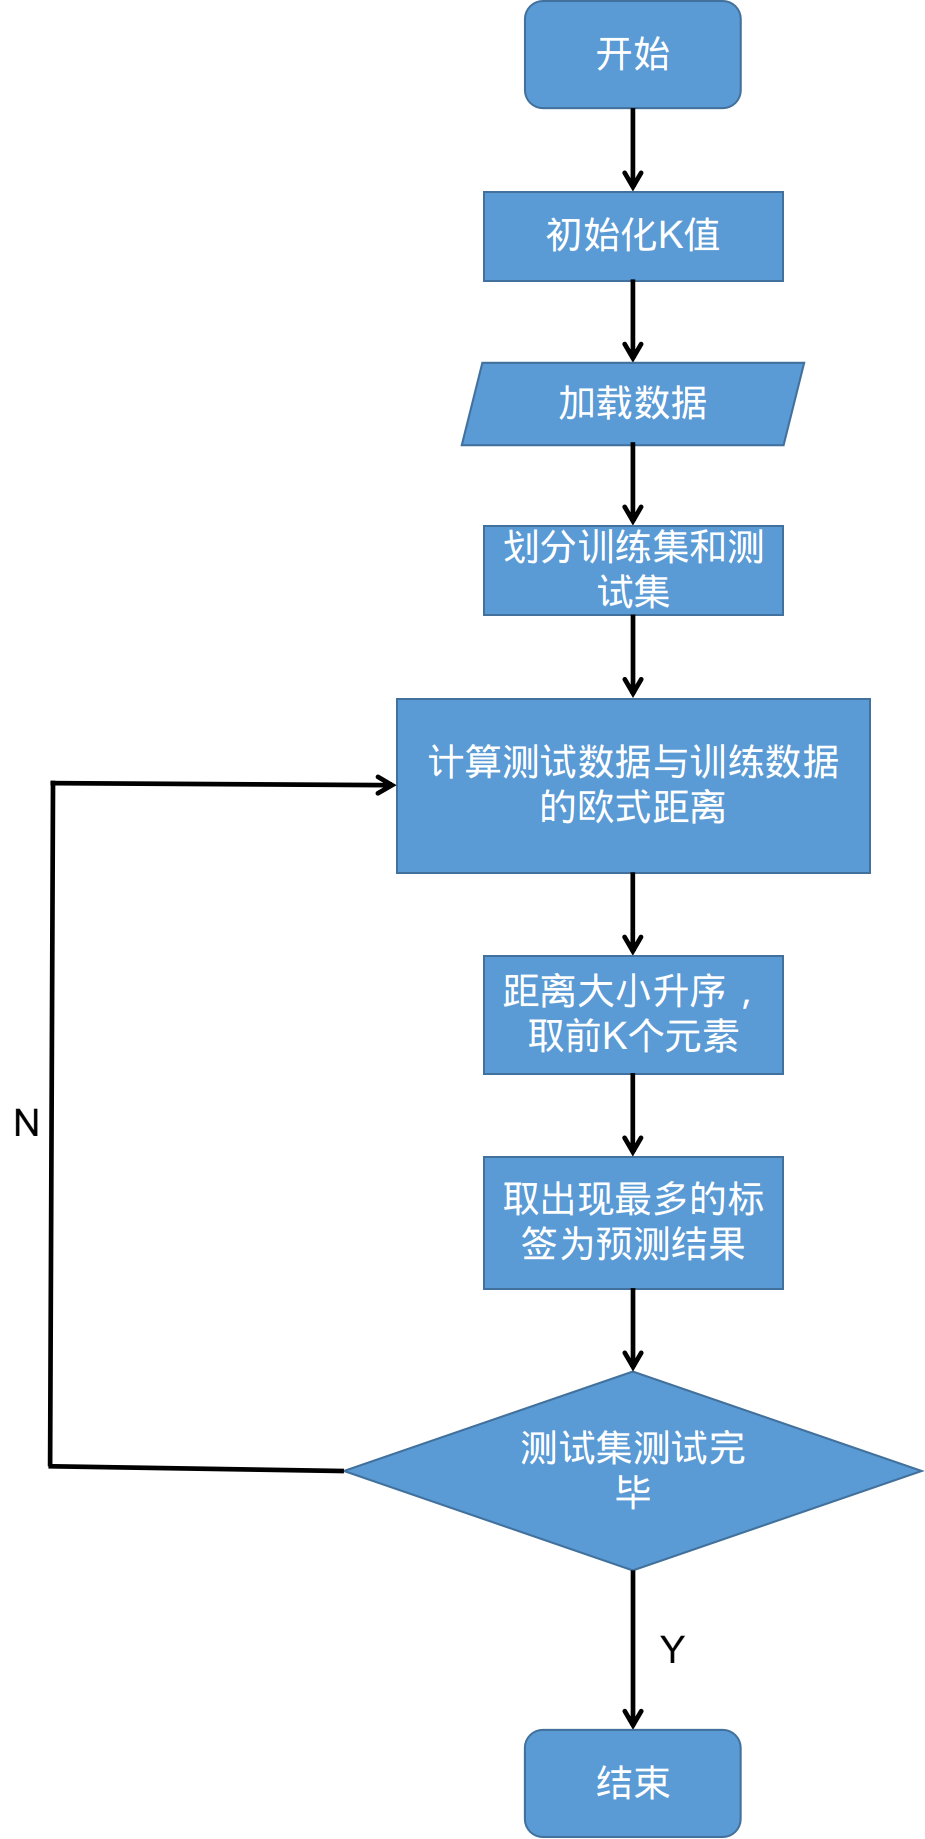 开始
初始化K值
加载数据
划分训练集和测
试集
计算测试数据与训练数据
的欧式距离
距离大小升序，
取前K个元素
N
取出现最多的标
签为预测结果
测试集测试完
毕
Y
结束